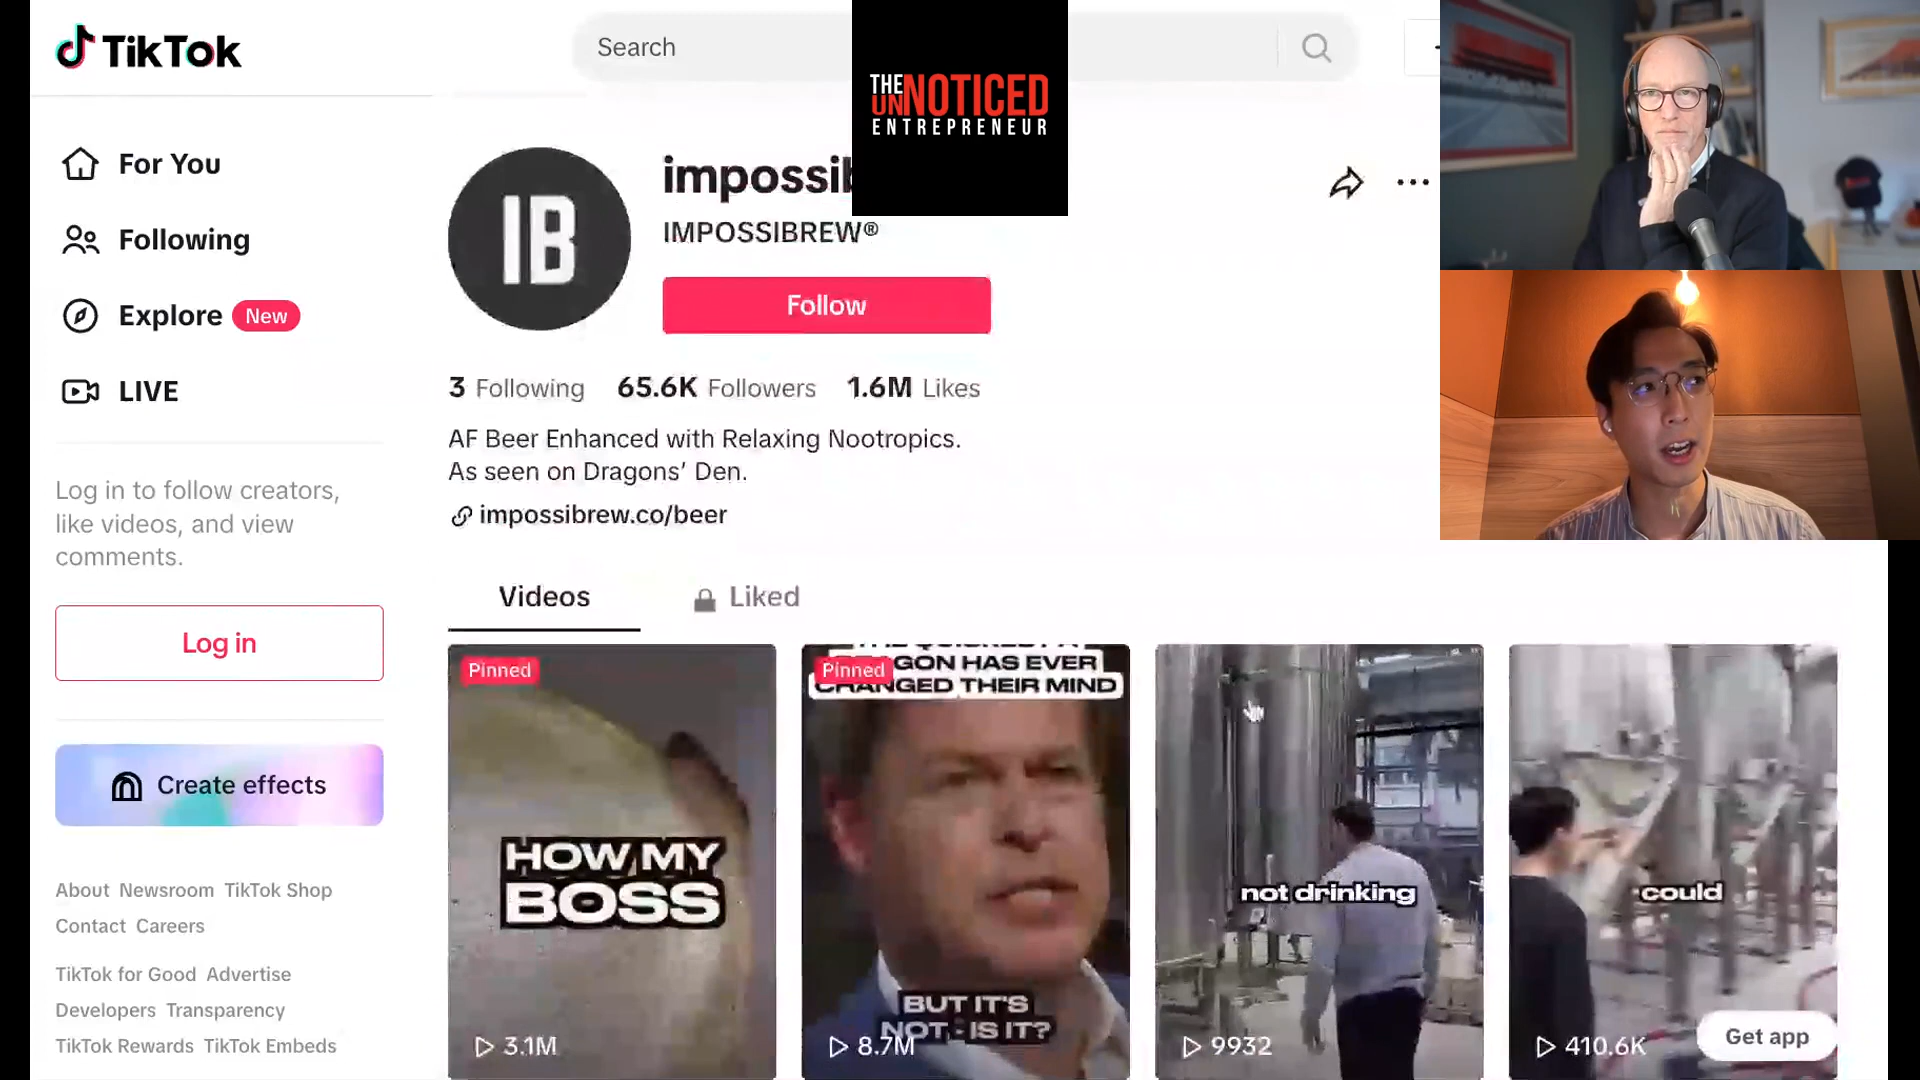 TikTok
Search
THE
UNNOTICED
ENTREPRENEUR
For You
Following
Explore New
LIVE
Log in to follow creators,
like videos, and view
comments.
Log in
Create effects
About Newsroom TikTok Shop
Contact Careers
TikTok for Good Advertise
Developers Transparency
TikTok Rewards TikTok Embeds
IB
IMPOSSIBREW®
Follow
3 Following 65.6K Followers 1.6M Likes
AF Beer Enhanced with Relaxing Nootropics.
As seen on Dragons’ Den.
impossibrew.co/beer
Videos Liked
Pinned
HOW MY
BOSS
3.1M
Pinned
HAS EVER
CHANGED THEIR MIND
BUT IT'S
NOT - IS IT?
8.7M
not drinking
9932
could
410.6K
Get app